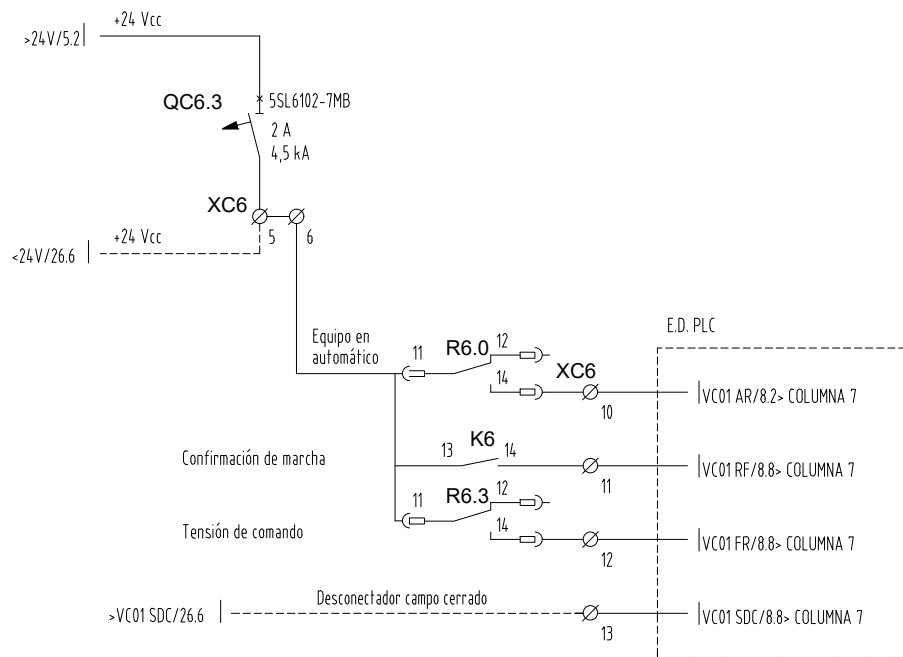 +24 Vcc
>24V/5.2
QC6.3
5SL6102-7MB
2 A
4,5 kA
XC6
5
6
+24 Vcc
<24V/26.6
E.D. PLC
Equipo en
automático
11
R6.0
12
14
XC6
10
VC01 AR/8.2> COLUMNA 7
Confirmación de marcha
13
K6
14
11
VC01 RF/8.8> COLUMNA 7
11
R6.3
12
14
Tensión de comando
12
VC01 FR/8.8> COLUMNA 7
Desconectador campo cerrado
>VC01 SDC/26.6
13
VC01 SDC/8.8> COLUMNA 7